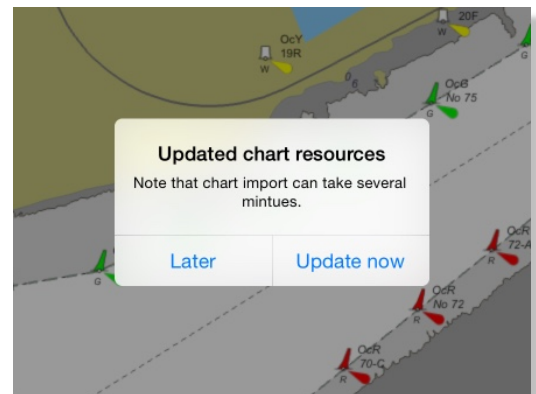 20F
W
OcY
19R
W
G
0₆
OcG
No 75
G
Updated chart resources
Note that chart import can take several
mintues.
Later
Update now
G
OcR
72-A
R
OcR
No 72
R
OcR
70-C
R